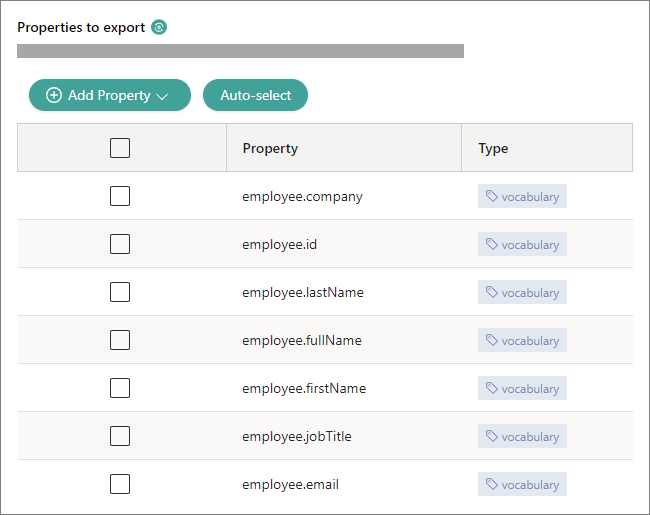 Properties to export
Add Property Auto-select
Property Type
employee.company vocabulary
employee.id vocabulary
employee.lastName vocabulary
employee.fullName vocabulary
employee.firstName vocabulary
employee.jobTitle vocabulary
employee.email vocabulary